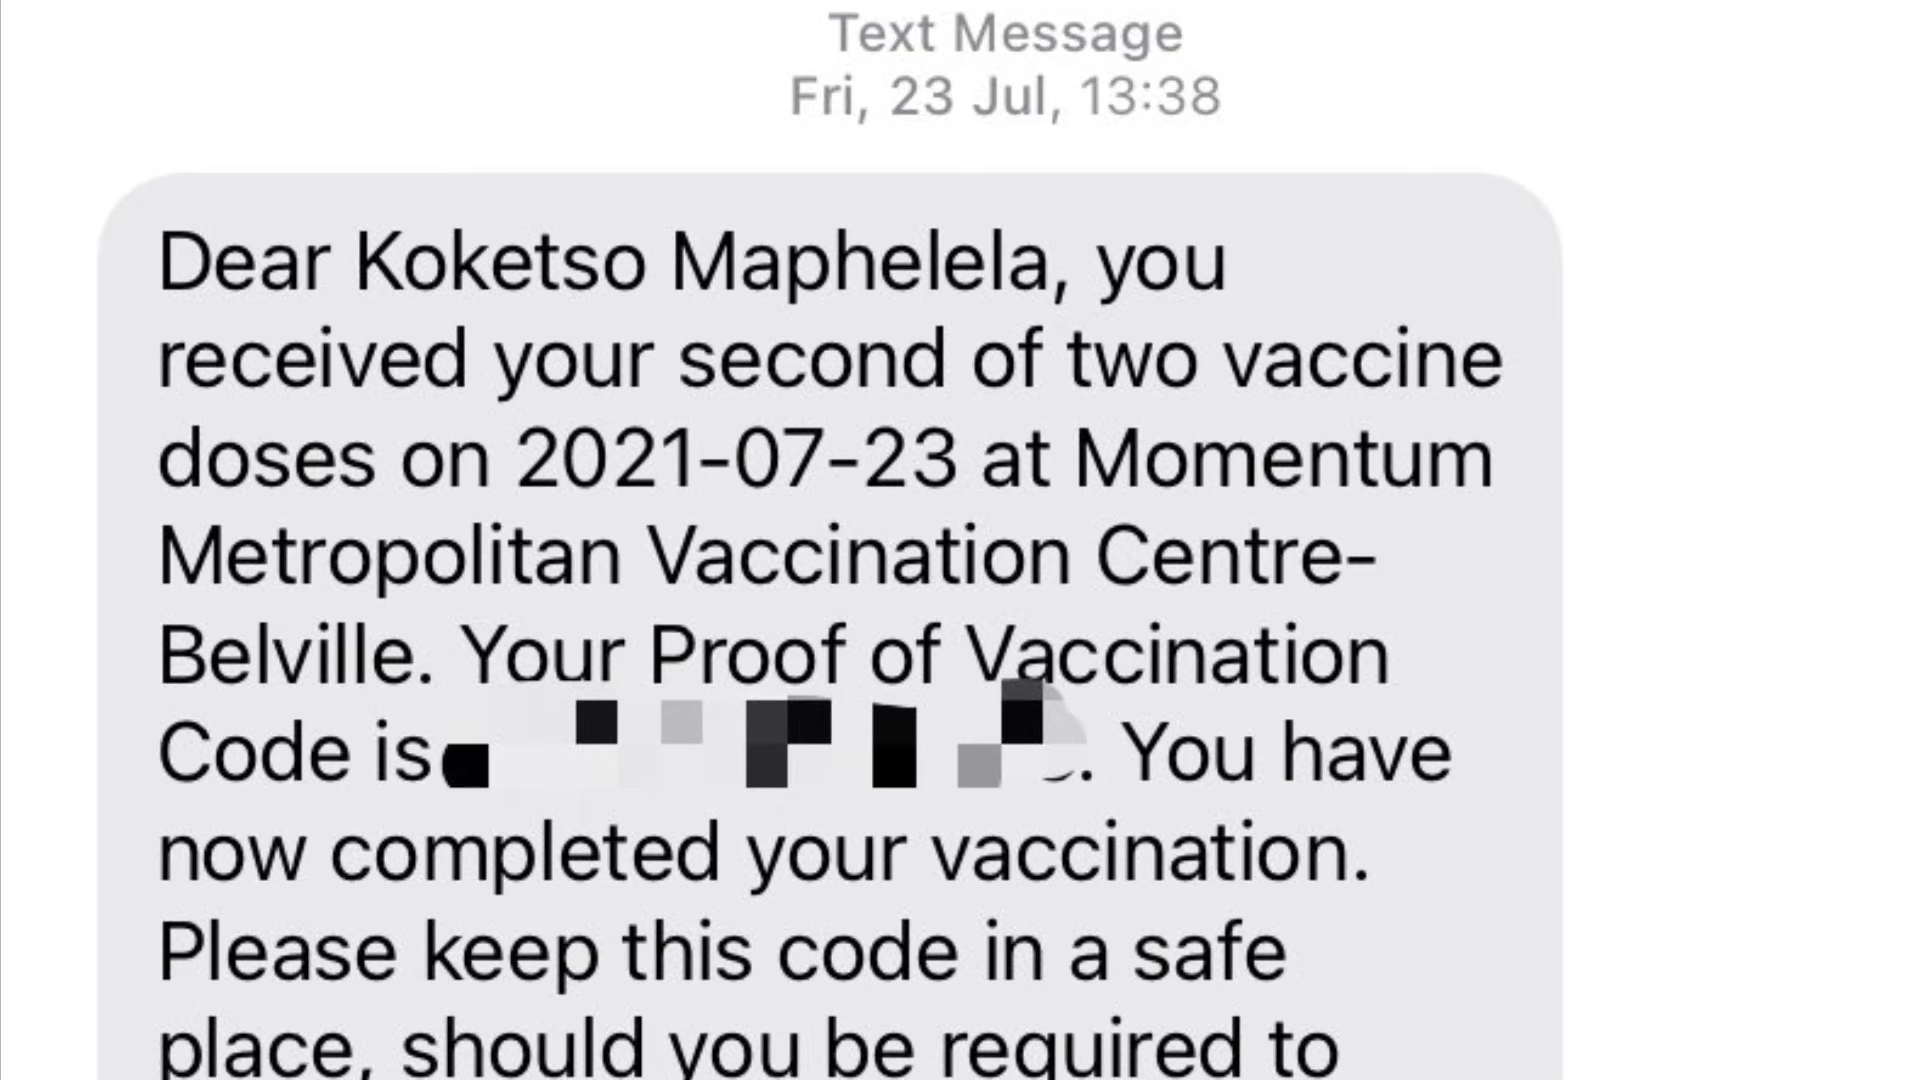 Text Message
Fri, 23 Jul, 13:38
Dear Koketso Maphelela, you
received your second of two vaccine
doses on 2021-07-23 at Momentum
Metropolitan Vaccination Centre-
Belville. Your Proof of Vaccination
Code is . You have
now completed your vaccination.
Please keep this code in a safe
place, should you be required to